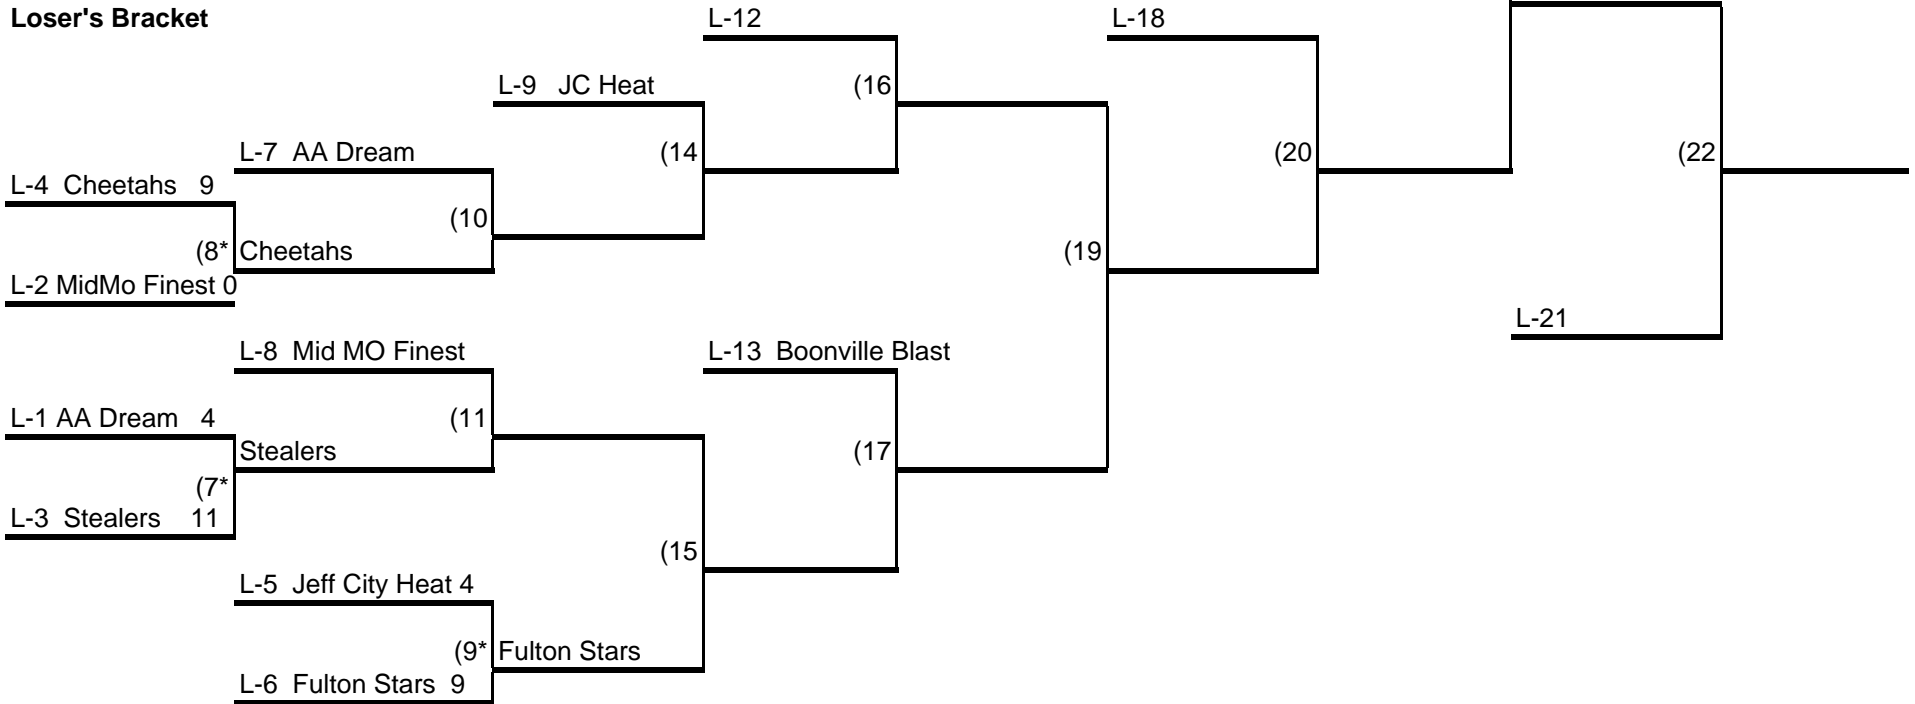 Loser's Bracket
L-12
L-18
L-9 JC Heat
(16
L-7 AA Dream
(14
(20
(22
L-4 Cheetahs 9
(10
(8* Cheetahs
(19
L-2 MidMo Finest 0
L-21
L-8 Mid MO Finest
L-13 Boonville Blast
L-1 AA Dream 4
(11
Stealers
(17
(7*
L-3 Stealers 11
(15
L-5 Jeff City Heat 4
(9* Fulton Stars
L-6 Fulton Stars 9